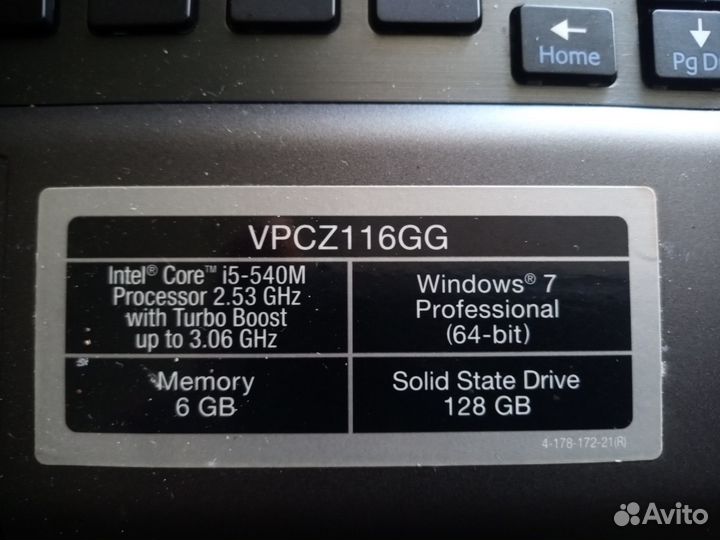 ←
Home
↓
Pg D
VPCZ116GG
Intel® Core™ i5-540M
Processor 2.53 GHz
with Turbo Boost
up to 3.06 GHz
Windows® 7
Professional
(64-bit)
Memory
6 GB
Solid State Drive
128 GB
4-178-172-21(R)
Avito